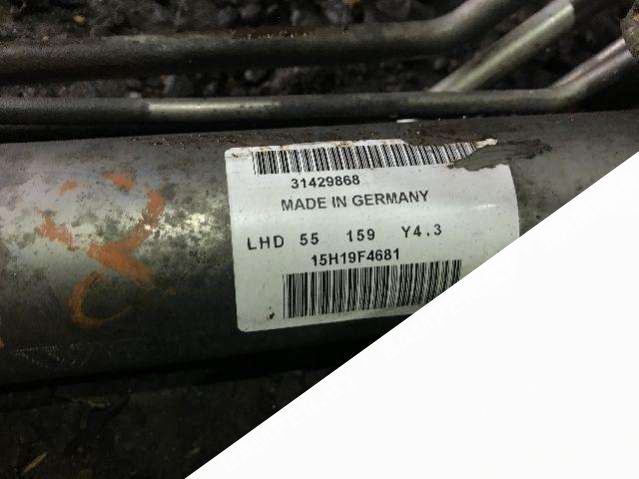 31429868
MADE IN GERMANY
LHD 55 159 Y4.3
15H19F4681